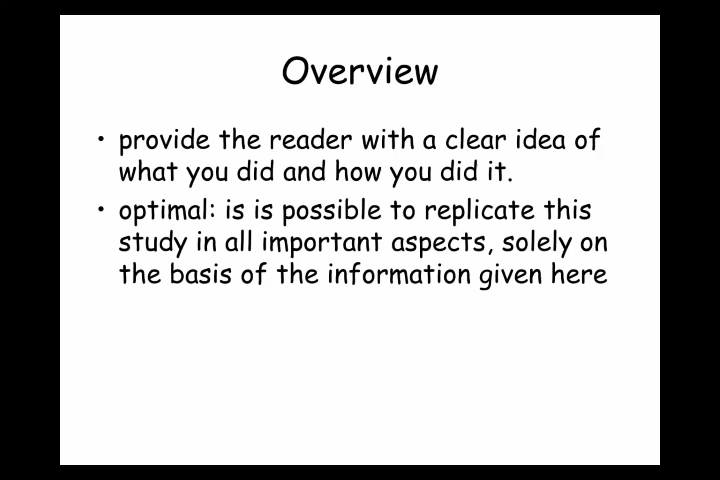 Overview
• provide the reader with a clear idea of
what you did and how you did it.
• optimal: is is possible to replicate this
study in all important aspects, solely on
the basis of the information given here